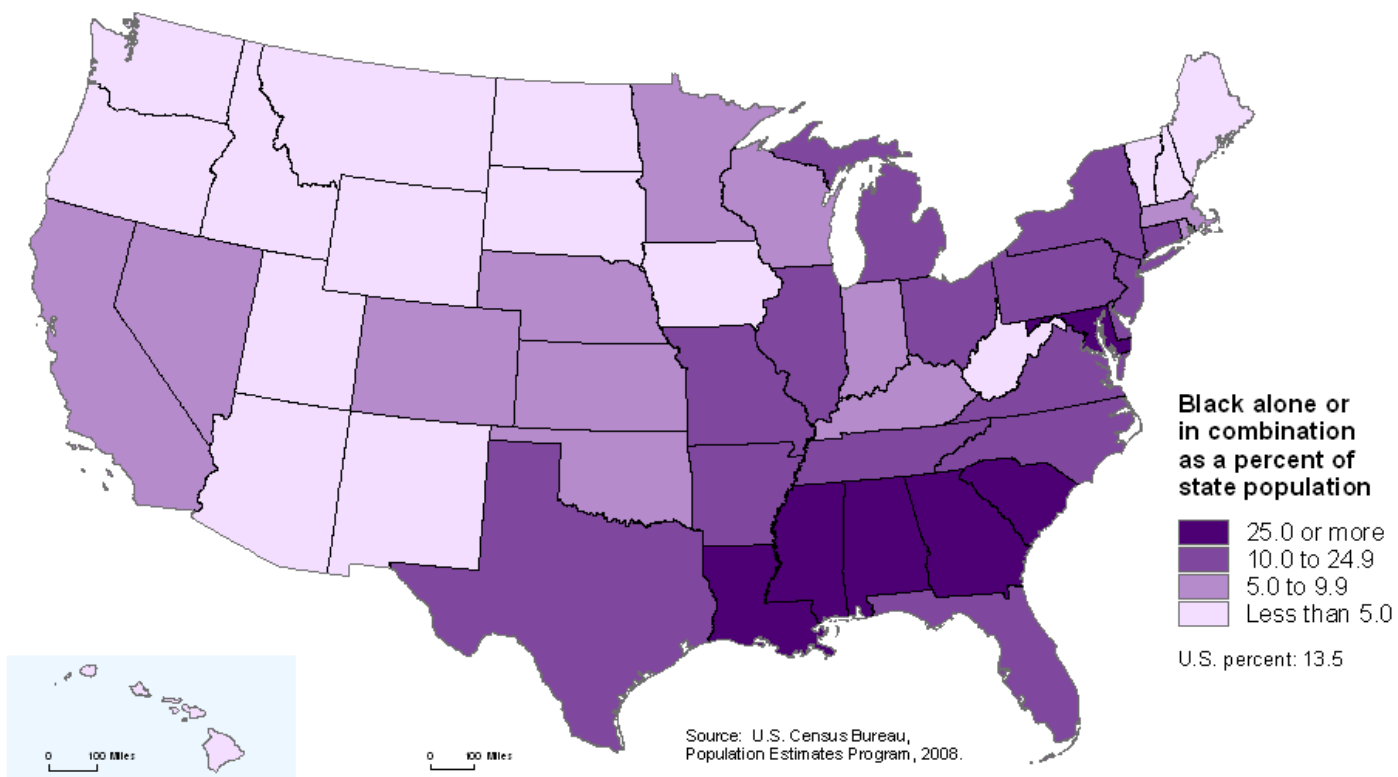 Black alone or
in combination
as a percent of
state population
25.0 or more
10.0 to 24.9
5.0 to 9.9
Less than 5.0
U.S. percent: 13.5
Source: U.S. Census Bureau,
Population Estimates Program, 2008.
0 100 Miles
0 100 Miles